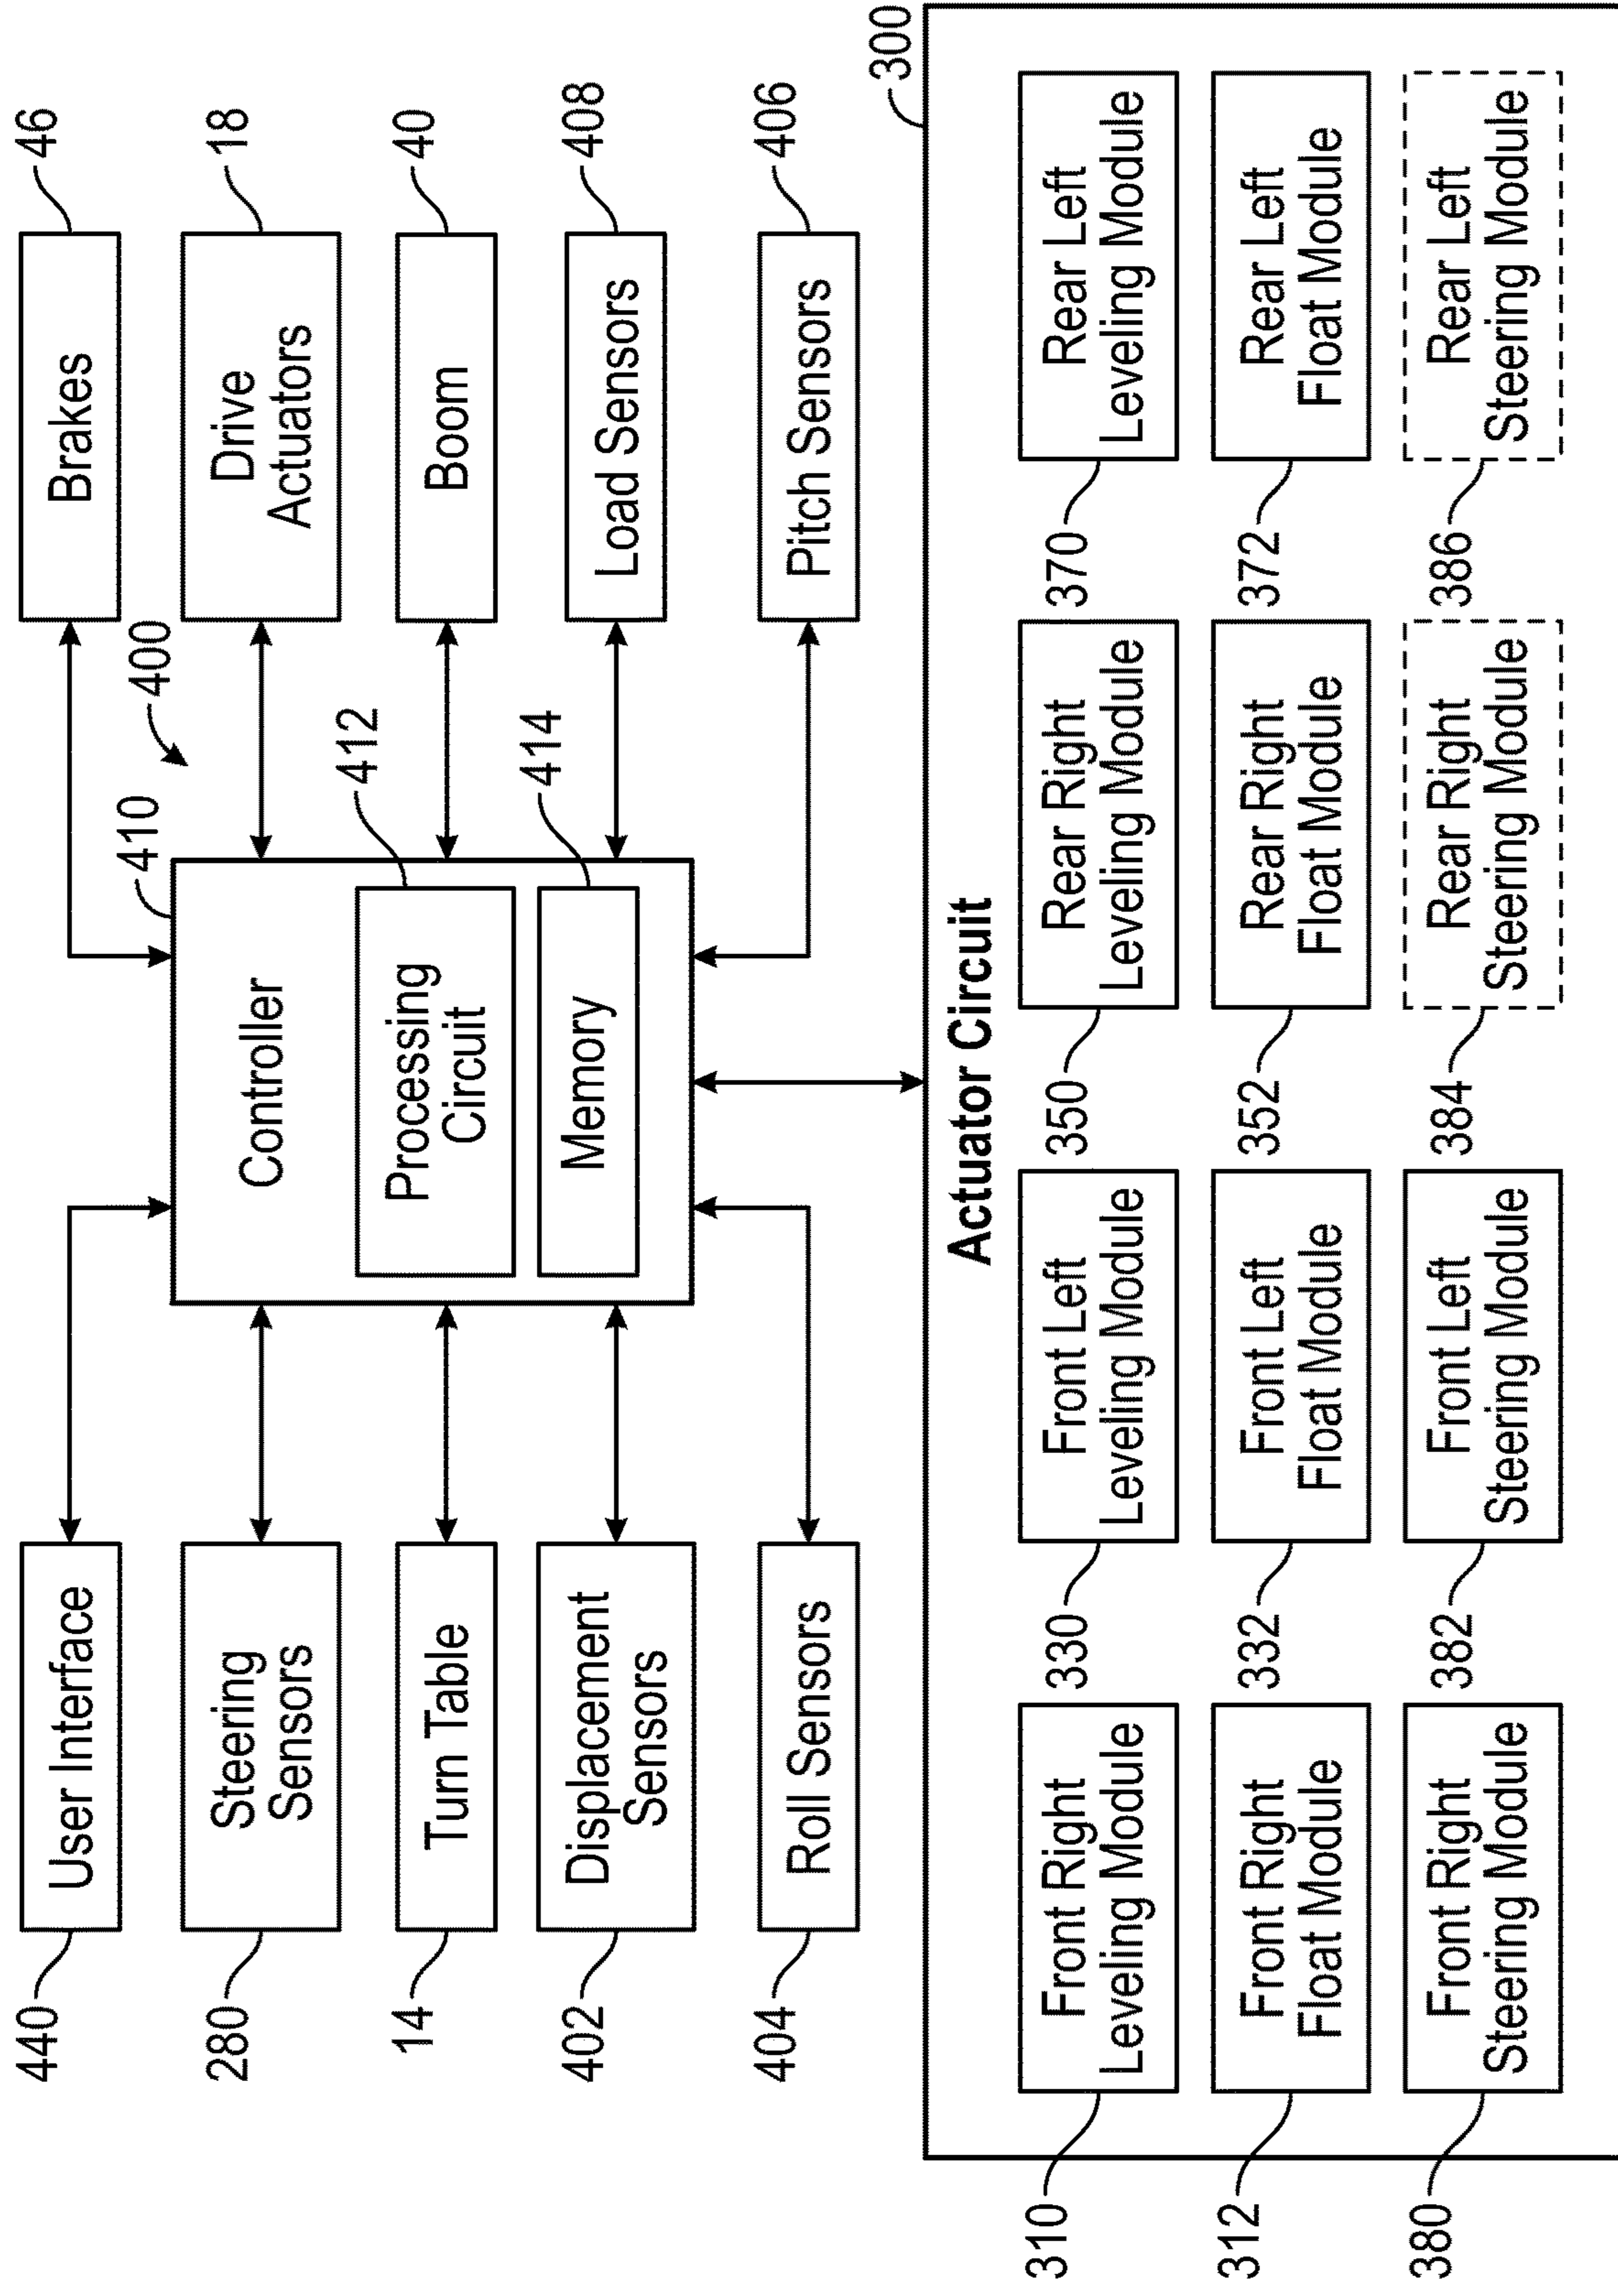 440
User Interface
Brakes
46
400
410
280
Steering
Sensors
Controller
Drive
Actuators
18
14
Turn Table
Processing
Circuit
412
Boom
40
402
Displacement
Sensors
Memory
414
Load Sensors
408
404
Roll Sensors
Pitch Sensors
406
300
Actuator Circuit
310
Front Right
Leveling Module
330
Front Left
Leveling Module
350
Rear Right
Leveling Module
370
Rear Left
Leveling Module
312
Front Right
Float Module
332
Front Left
Float Module
352
Rear Right
Float Module
372
Rear Left
Float Module
380
Front Right
Steering Module
382
Front Left
Steering Module
384
Rear Right
Steering Module
386
Rear Left
Steering Module